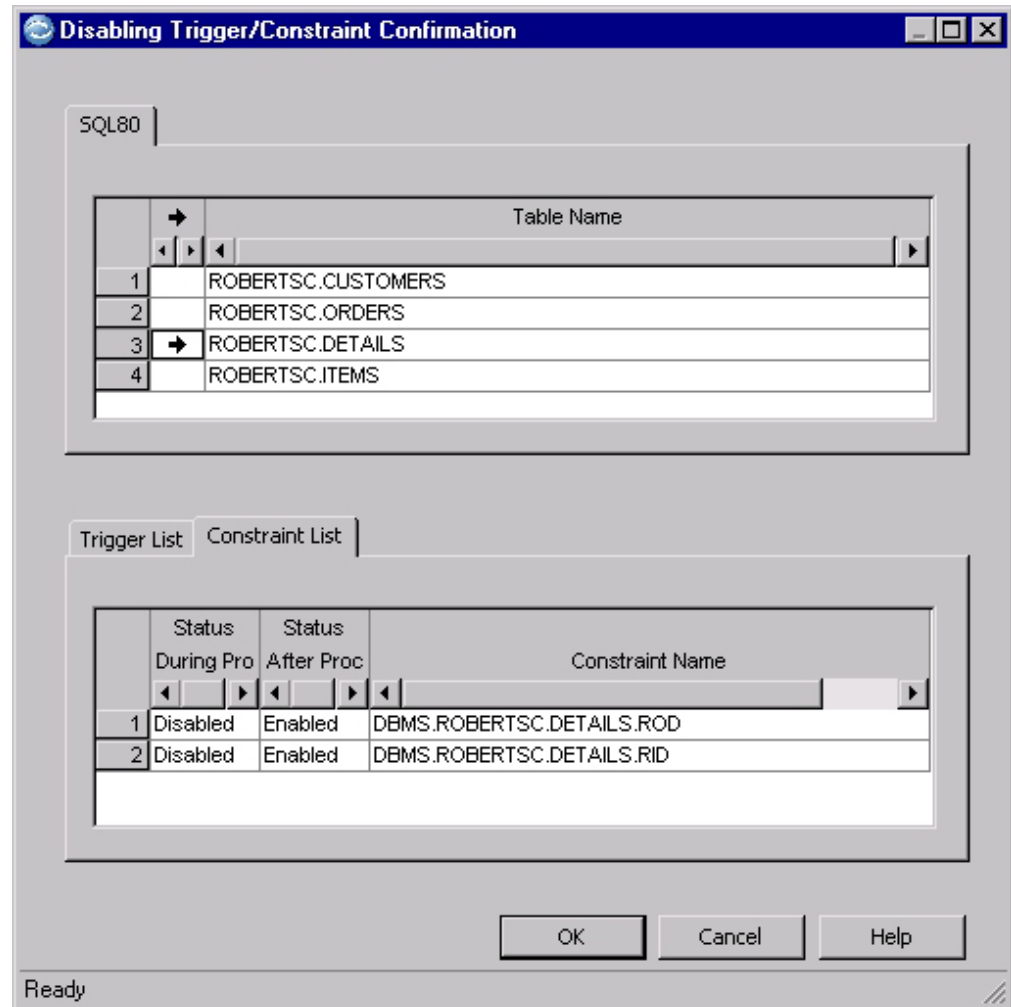 Disabling Trigger/Constraint Confirmation
SQL80
Table Name
1 ROBERTSC.CUSTOMERS
2 ROBERTSC.ORDERS
3 ROBERTSC.DETAILS
4 ROBERTSC.ITEMS
Trigger List Constraint List
Status Status
During Pro After Proc Constraint Name
1 Disabled Enabled DBMS.ROBERTSC.DETAILS.ROD
2 Disabled Enabled DBMS.ROBERTSC.DETAILS.RID
OK Cancel Help
Ready